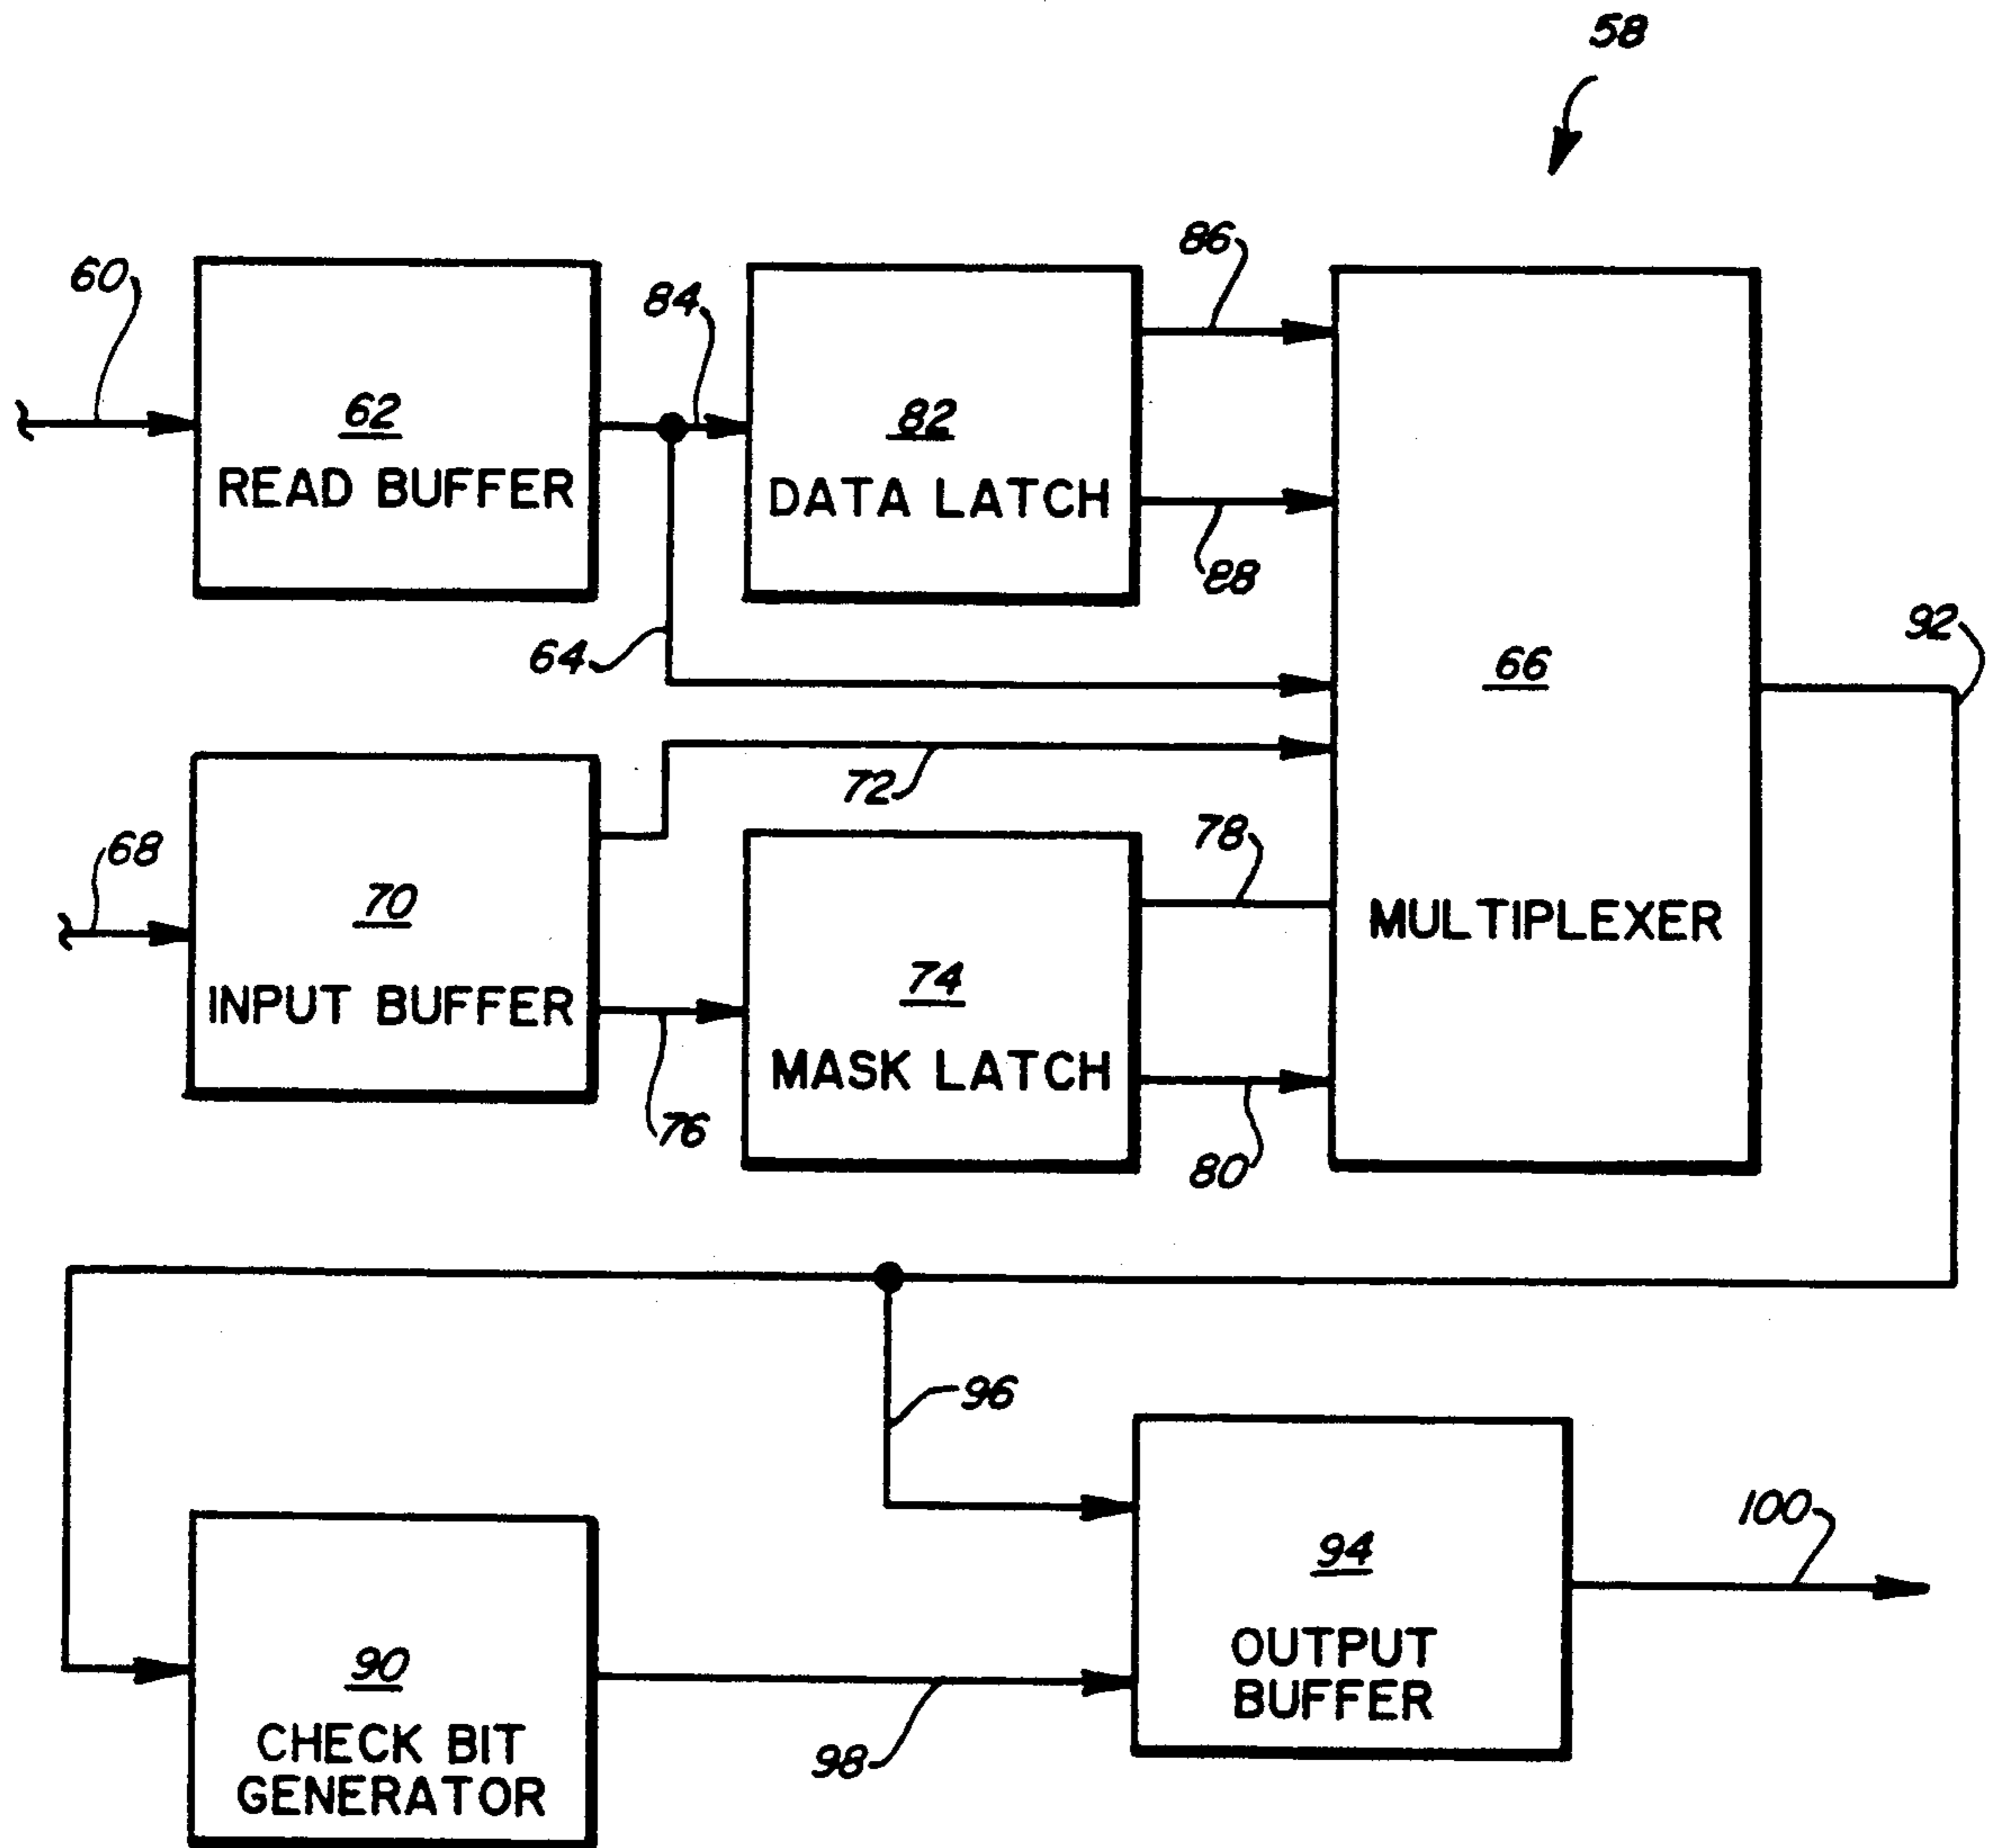 58
60
62
READ BUFFER
84
82
DATA LATCH
86
88
64
66
MULTIPLEXER
92
68
70
INPUT BUFFER
72
76
74
MASK LATCH
78
80
96
94
OUTPUT
BUFFER
100
90
CHECK BIT
GENERATOR
98